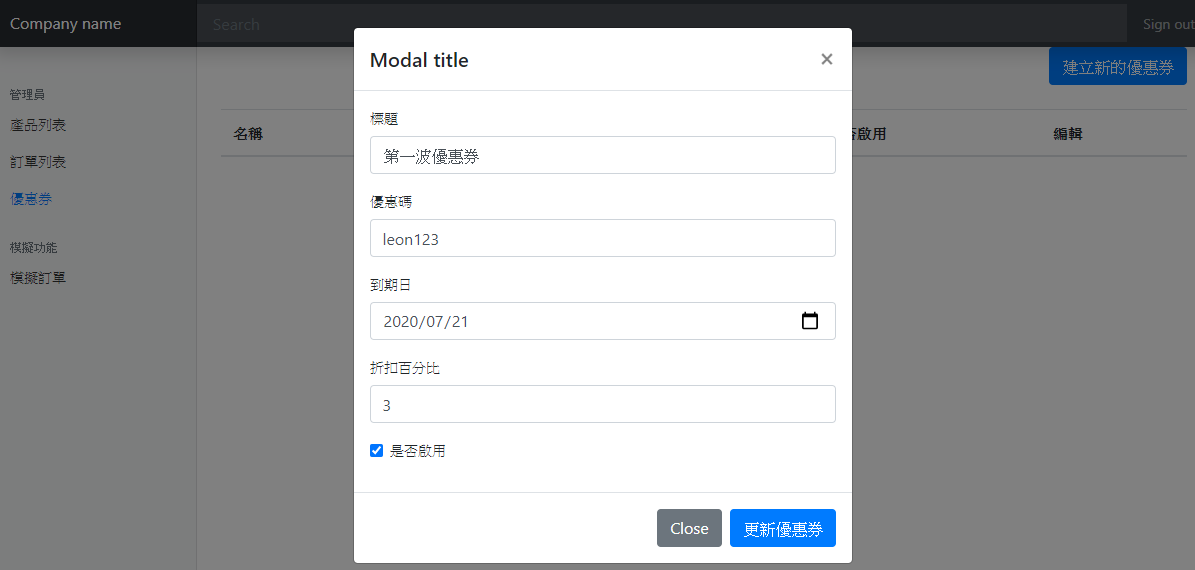 Company name
Search
Sign out
管理員
產品列表
訂單列表
優惠券
模擬功能
模擬訂單
建立新的優惠券
名稱
否啟用
編輯
Modal title
×
標題
第一波優惠券
優惠碼
leon123
到期日
2020/07/21
折扣百分比
3
是否啟用
Close
更新優惠券